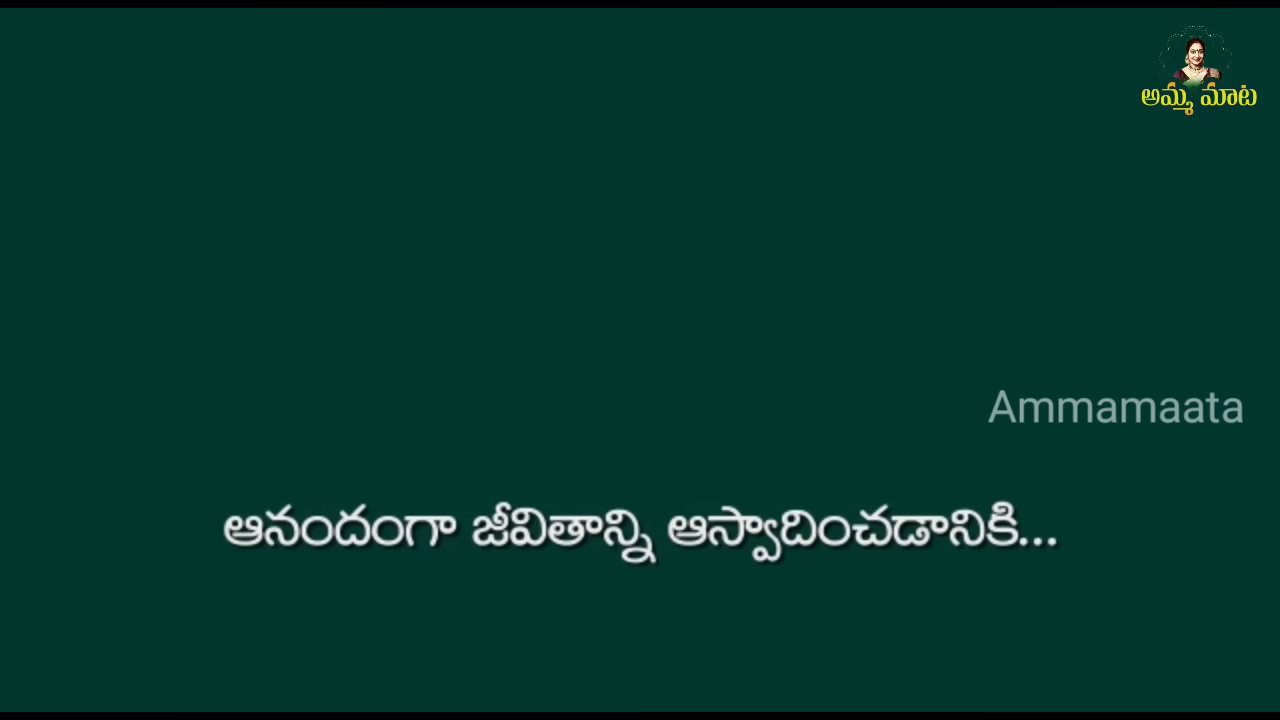 అమ్మ మాట
Ammamaata
ఆనందంగా జీవితాన్ని ఆస్వాదించడానికి...